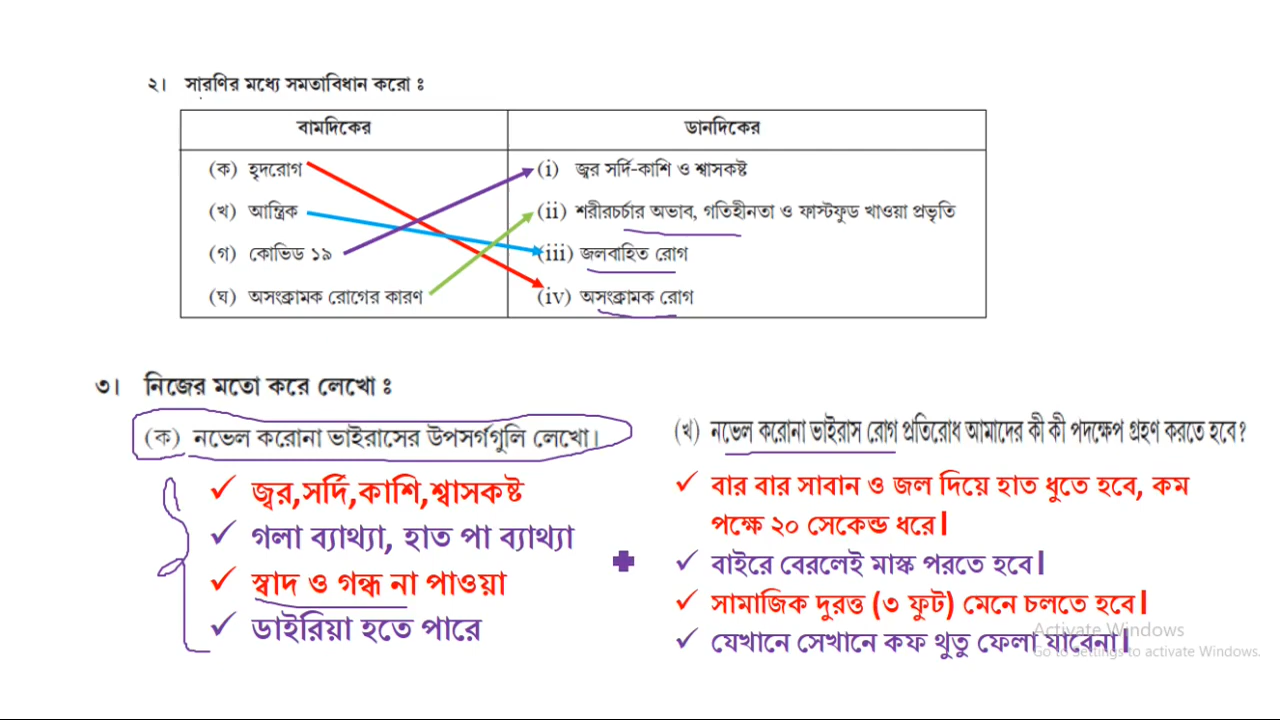 ২। সারণির মধ্যে সমতাবিধান করো ঃ
বামদিকের ডানদিকের
(ক) হৃদরোগ (i) জ্বর সর্দি-কাশি ও শ্বাসকষ্ট
(খ) আন্ত্রিক (ii) শরীরচর্চার অভাব, গতিহীনতা ও ফাস্টফুড খাওয়া প্রভৃতি
(গ) কোভিড ১৯ (iii) জলবাহিত রোগ
(ঘ) অসংক্রামক রোগের কারণ (iv) অসংক্রামক রোগ
৩। নিজের মতো করে লেখো ঃ
(ক) নভেল করোনা ভাইরাসের উপসর্গগুলি লেখো।
✓ জ্বর,সর্দি,কাশি,শ্বাসকষ্ট
✓ গলা ব্যাথ্যা, হাত পা ব্যাথ্যা
✓ স্বাদ ও গন্ধ না পাওয়া
✓ ডাইরিয়া হতে পারে
(খ) নভেল করোনা ভাইরাস রোগ প্রতিরোধ আমাদের কী কী পদক্ষেপ গ্রহণ করতে হবে?
✓ বার বার সাবান ও জল দিয়ে হাত ধুতে হবে, কম
পক্ষে ২০ সেকেন্ড ধরে।
✓ বাইরে বেরলেই মাস্ক পরতে হবে।
✓ সামাজিক দুরত্ত (৩ ফুট) মেনে চলতে হবে।
✓ যেখানে সেখানে কফ থুতু ফেলা যাবেনা।
Activate Windows
Go to Settings to activate Windows.